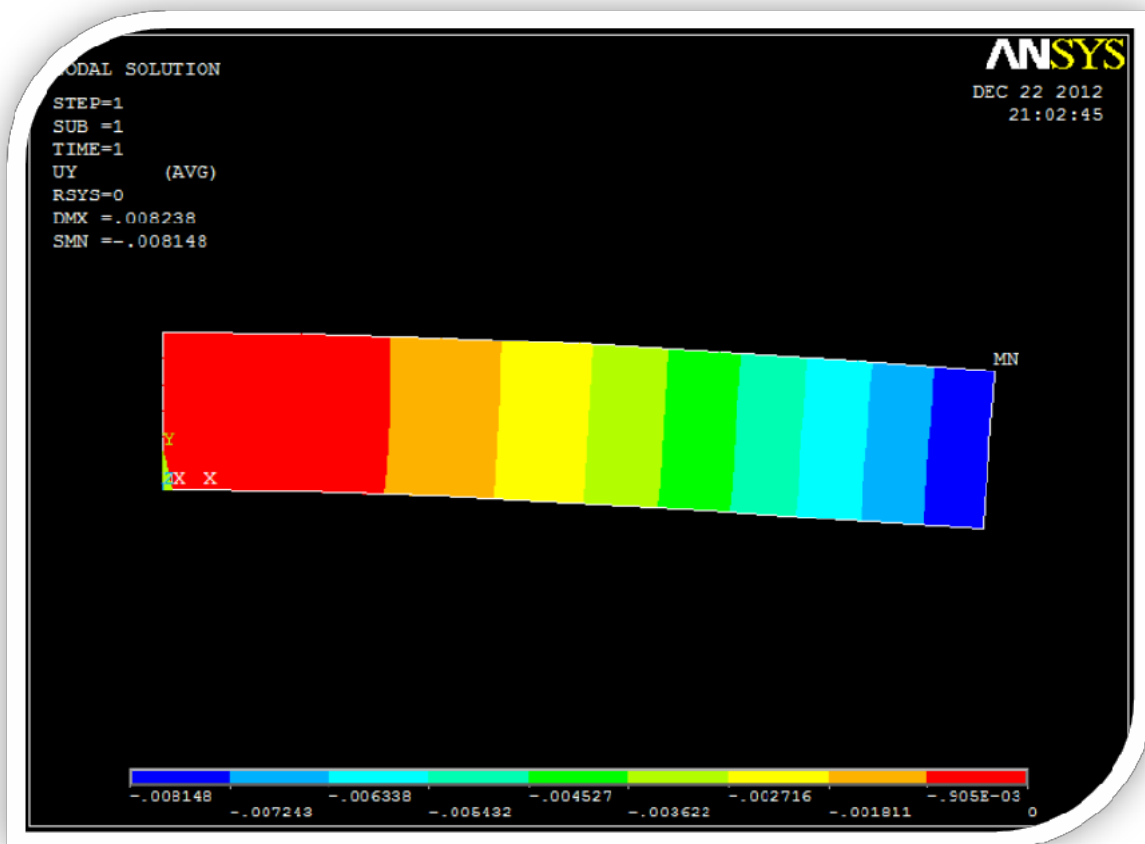 ANSYS
NODAL SOLUTION
DEC 22 2012
21:02:45
STEP=1
SUB =1
TIME=1
UY (AVG)
RSYS=0
DMX =.008238
SMN =-.008148
MN
Y
X X
-.008148 -.006338 -.004527 -.002716 -.905E-03
-.007243 -.005432 -.003622 -.001811 0